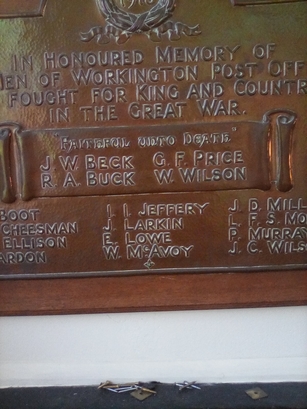 1918
IN HONOURED MEMORY OF
MEN OF WORKINGTON POST OFF
FOUGHT FOR KING AND COUNTR
IN THE GREAT WAR.
"FAITHFUL UNTO DEATH"
J. W. BECK G. F. PRICE
R. A. BUCK W. WILSON
BOOT I. I. JEFFERY J. D. MILL
CHEESMAN J. LARKIN L. F. S. MO
ELLISON E. LOWE P. MURRAY
ARDON W. McAVOY J. C. WILS